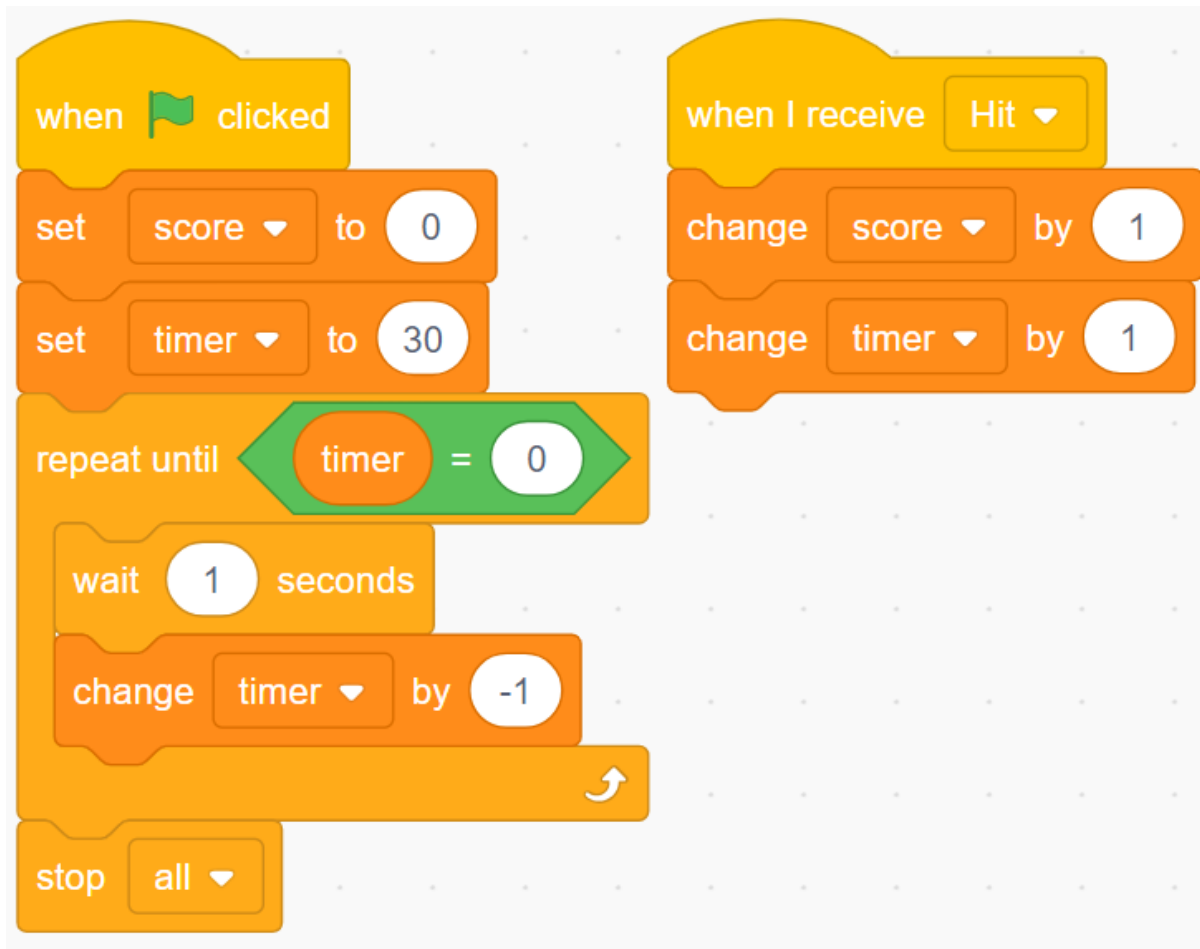 when clicked
set score to 0
set timer to 30
repeat until timer = 0
wait 1 seconds
change timer by -1
stop all
when I receive Hit
change score by 1
change timer by 1